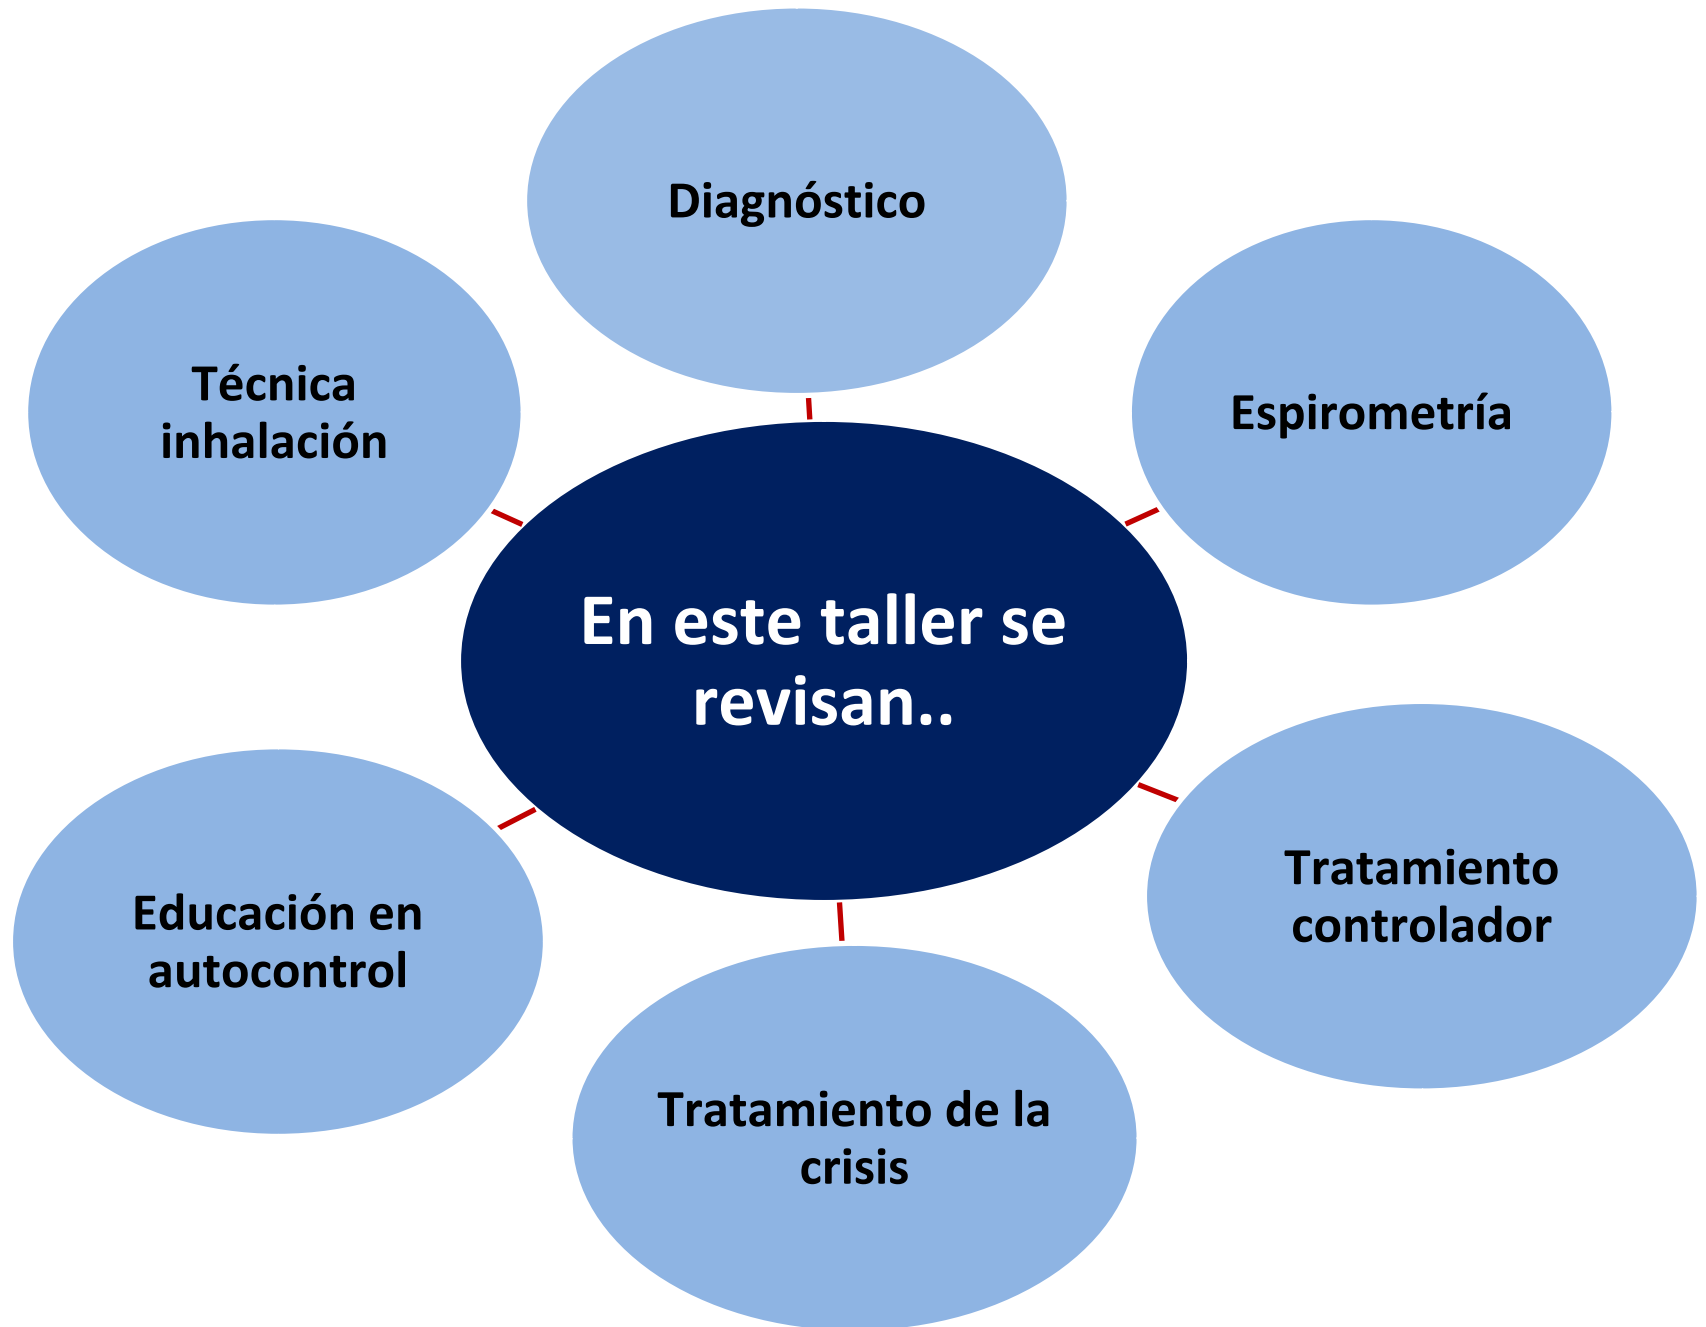 Diagnóstico
Espirometría
Técnica
inhalación
En este taller se
revisan..
Tratamiento
controlador
Educación en
autocontrol
Tratamiento de la
crisis